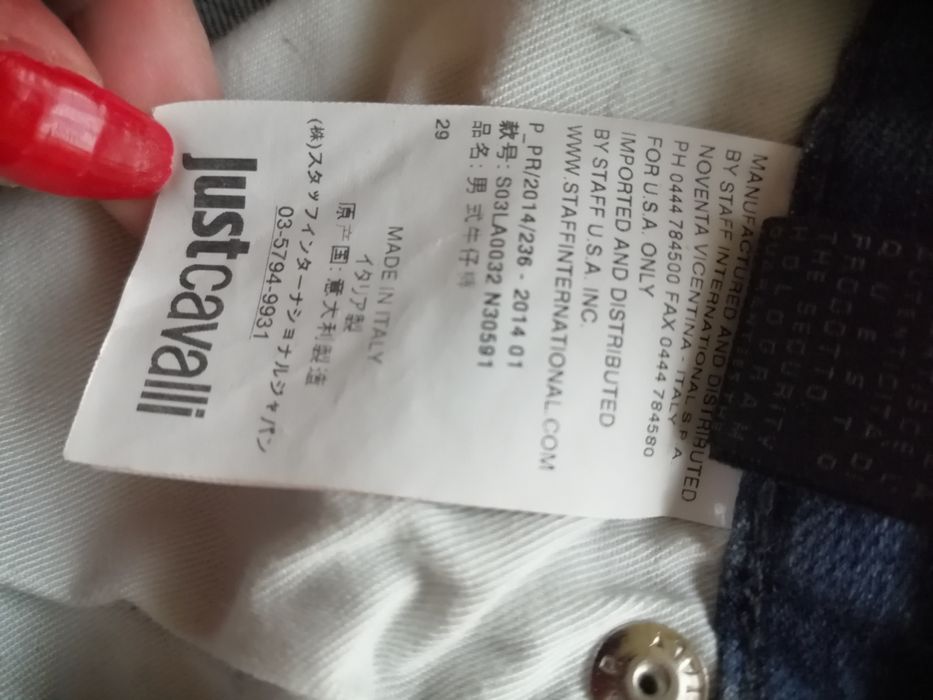 MANUFACTURED AND DISTRIBUTED
BY STAFF INTERNATIONAL S.P.A
NOVENTA VICENTINA - ITALY
PH 0444 784500 FAX 0444 784580
FOR U.S.A. ONLY
IMPORTED AND DISTRIBUTED
BY STAFF U.S.A. INC.
WWW.STAFFINTERNATIONAL.COM
P_PR/2014/236 - 2014 01
款号: S03LA0032 N30591
品名: 男式牛仔裤
29
MADE IN ITALY
イタリア製
原产国: 意大利製造
(株)スタッフインターナショナルジャパン
03-5794-9931
justcavalli